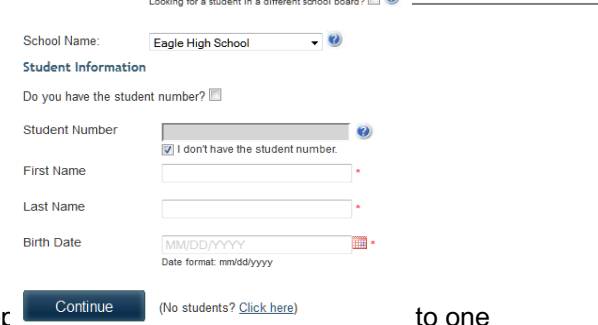 Looking for a student in a different school board?
School Name: Eagle High School
Student Information
Do you have the student number?
Student Number
I don't have the student number.
First Name *
Last Name *
Birth Date MM/DD/YYYY *
Date format: mm/dd/yyyy
Continue (No students? Click here) to one